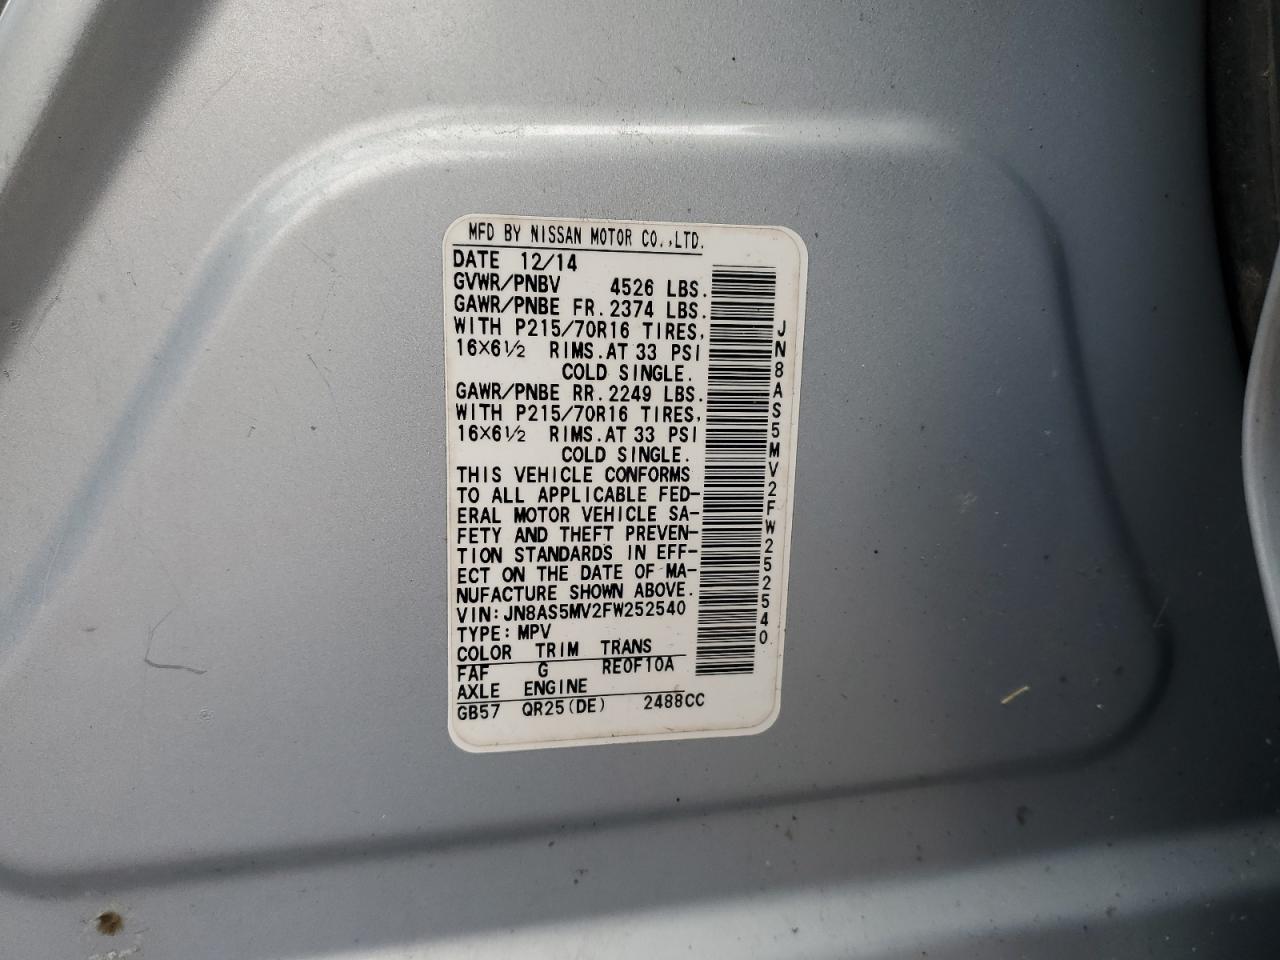 MFD BY NISSAN MOTOR CO.,LTD.
DATE 12/14
GVWR/PNBV 4526 LBS.
GAWR/PNBE FR. 2374 LBS.
WITH P215/70R16 TIRES,
16X6½ RIMS. AT 33 PSI
COLD SINGLE.
GAWR/PNBE RR. 2249 LBS.
WITH P215/70R16 TIRES,
16X6½ RIMS. AT 33 PSI
COLD SINGLE.
THIS VEHICLE CONFORMS
TO ALL APPLICABLE FED-
ERAL MOTOR VEHICLE SA-
FETY AND THEFT PREVEN-
TION STANDARDS IN EFF-
ECT ON THE DATE OF MA-
NUFACTURE SHOWN ABOVE.
VIN: JN8AS5MV2FW252540
TYPE: MPV
COLOR TRIM TRANS
FAF G RE0F10A
AXLE ENGINE
GB57 QR25(DE) 2488CC
JN8AS5MV2FW252540